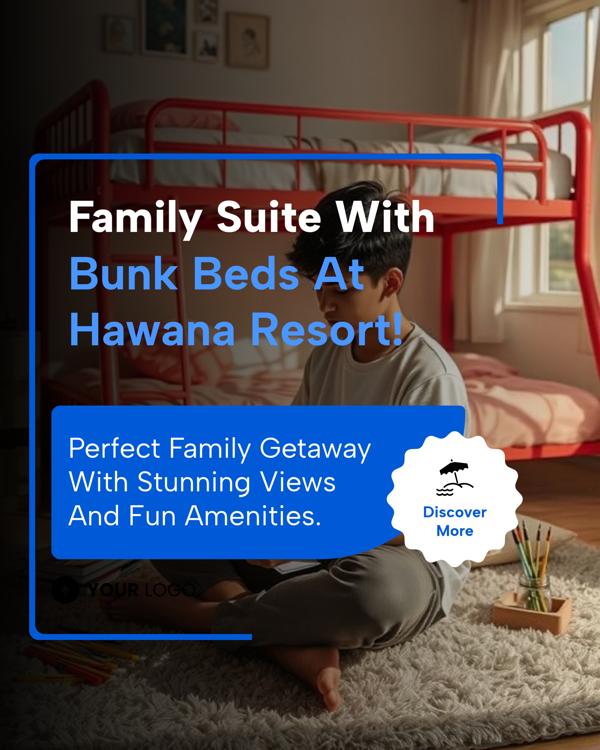 Family Suite With
Bunk Beds At
Hawana Resort!
Perfect Family Getaway
With Stunning Views
And Fun Amenities.
Discover
More
YOUR LOGO